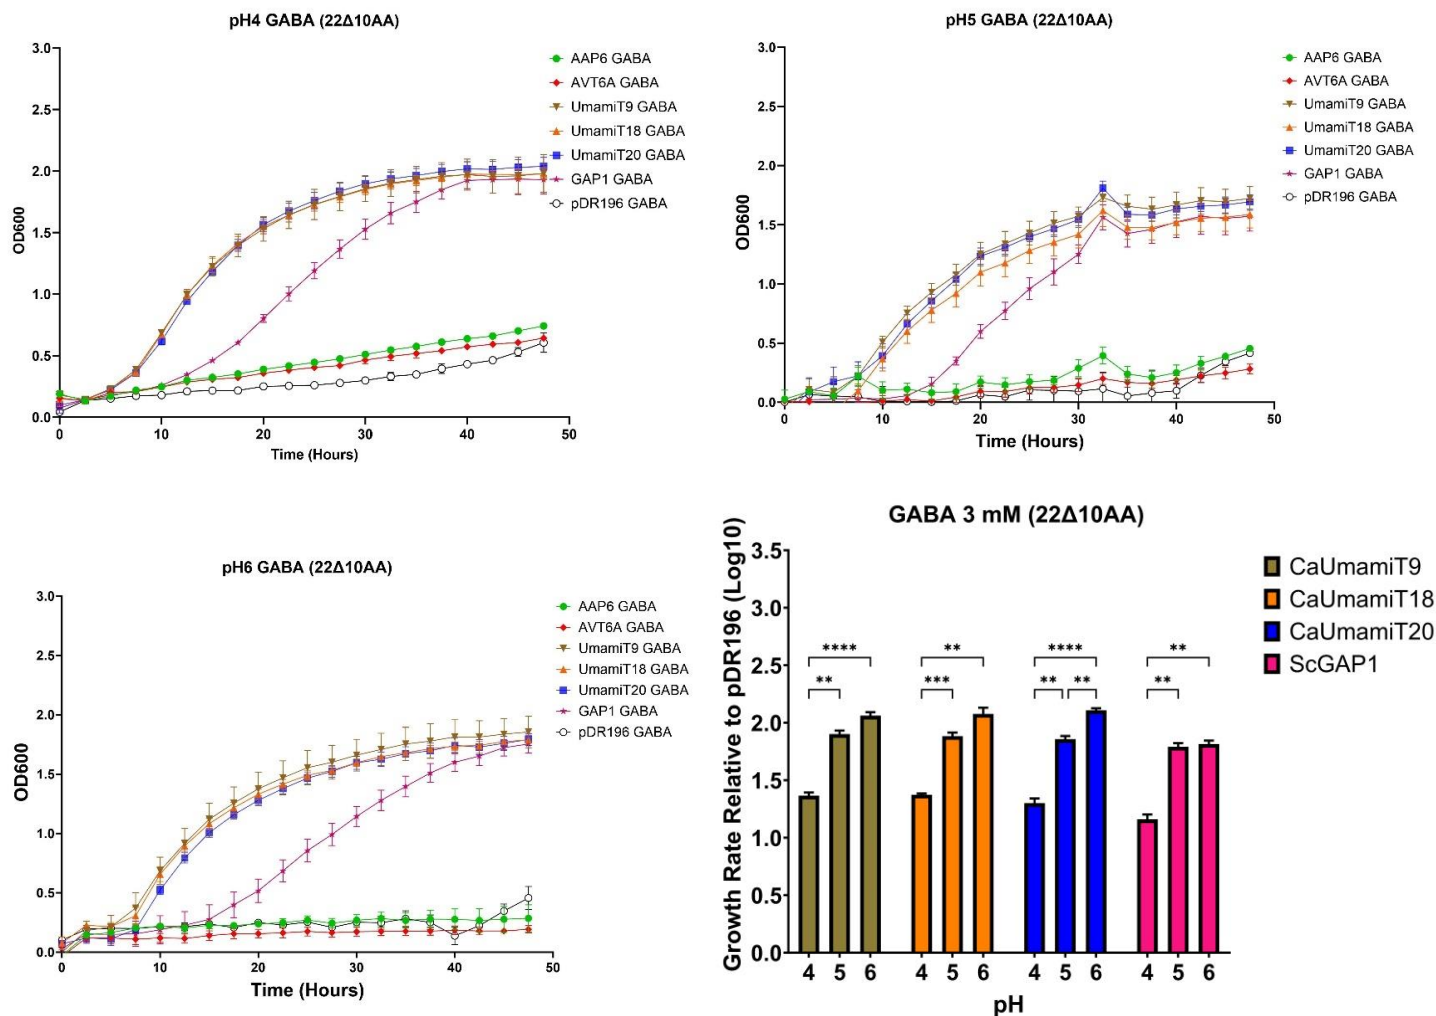 pH4 GABA (22Δ10AA)
3.0
2.5
2.0
1.5
1.0
0.5
0.0
OD600
0
10
20
30
40
50
Time (Hours)
AAP6 GABA
AVT6A GABA
UmamiT9 GABA
UmamiT18 GABA
UmamiT20 GABA
GAP1 GABA
pDR196 GABA
pH5 GABA (22Δ10AA)
3.0
2.5
2.0
1.5
1.0
0.5
0.0
OD600
0
10
20
30
40
50
Time (Hours)
AAP6 GABA
AVT6A GABA
UmamiT9 GABA
UmamiT18 GABA
UmamiT20 GABA
GAP1 GABA
pDR196 GABA
pH6 GABA (22Δ10AA)
3.0
2.5
2.0
1.5
1.0
0.5
0.0
OD600
0
10
20
30
40
50
Time (Hours)
AAP6 GABA
AVT6A GABA
UmamiT9 GABA
UmamiT18 GABA
UmamiT20 GABA
GAP1 GABA
pDR196 GABA
GABA 3 mM (22Δ10AA)
Growth Rate Relative to pDR196 (Log10)
3.5
3.0
2.5
2.0
1.5
1.0
0.5
0.0
**** ** **** **
** *** ** ** **
4 5 6 4 5 6 4 5 6 4 5 6
pH
CaUmamiT9
CaUmamiT18
CaUmamiT20
ScGAP1